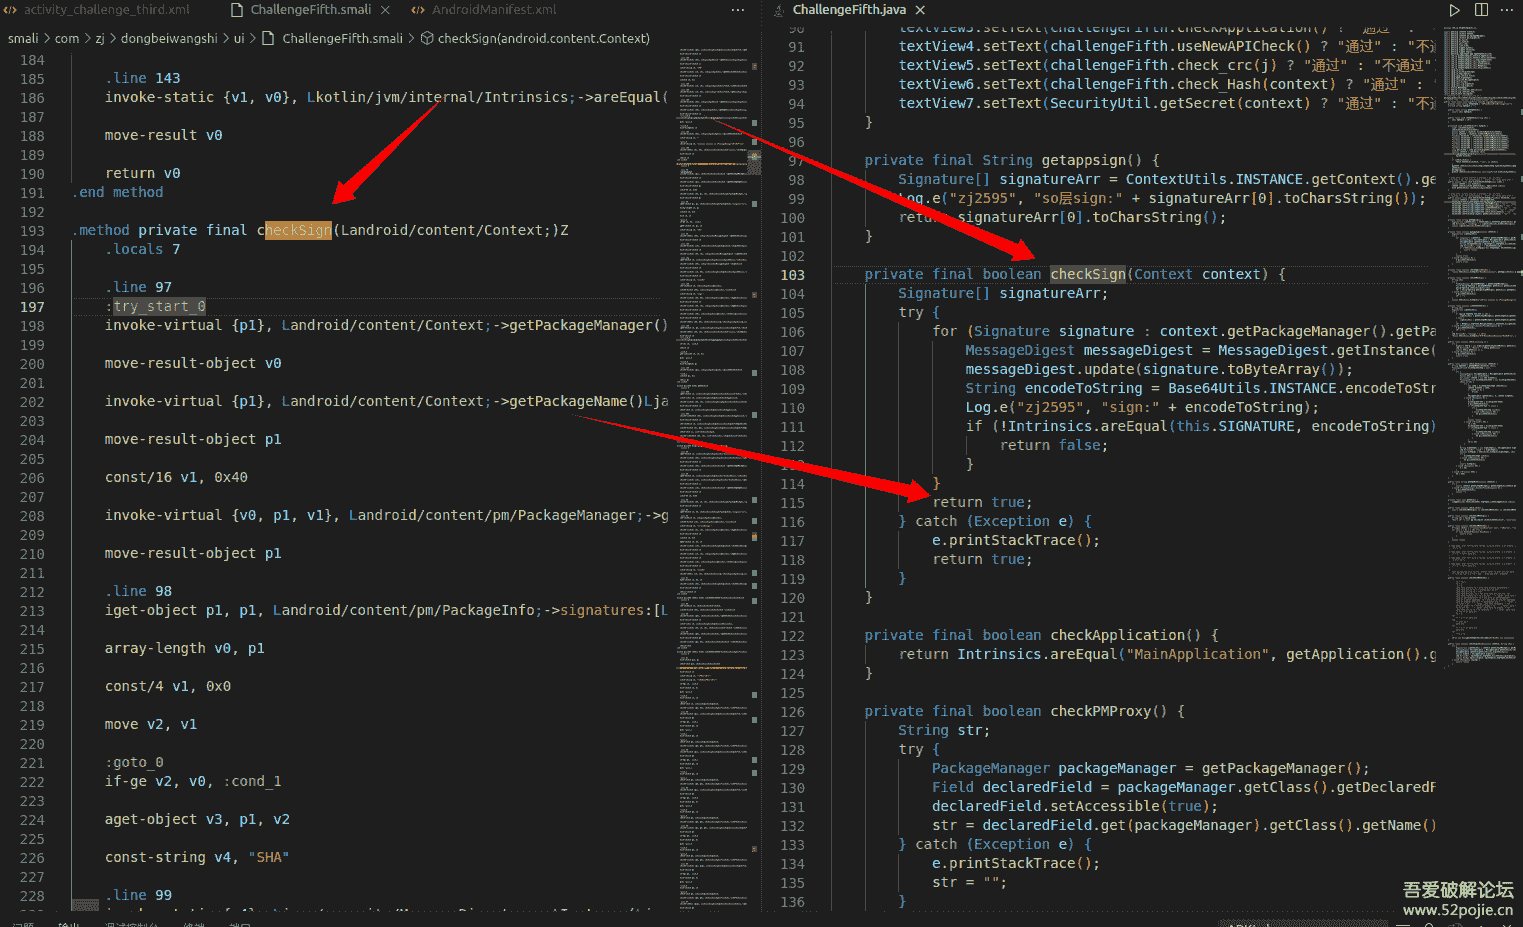 activity_challenge_third.xml
ChallengeFifth.smali
AndroidManifest.xml
smali > com > zj > dongbeiwangshi > ui > ChallengeFifth.smali > checkSign(android.content.Context)
184
185 .line 143
186 invoke-static {v1, v0}, Lkotlin/jvm/internal/Intrinsics;->areEqual(
187
188 move-result v0
189
190 return v0
191 .end method
192
193 .method private final checkSign(Landroid/content/Context;)Z
194 .locals 7
195
196 .line 97
197 :try_start_0
198 invoke-virtual {p1}, Landroid/content/Context;->getPackageManager()
199
200 move-result-object v0
201
202 invoke-virtual {p1}, Landroid/content/Context;->getPackageName()Lja
203
204 move-result-object p1
205
206 const/16 v1, 0x40
207
208 invoke-virtual {v0, p1, v1}, Landroid/content/pm/PackageManager;->g
209
210 move-result-object p1
211
212 .line 98
213 iget-object p1, p1, Landroid/content/pm/PackageInfo;->signatures:[L
214
215 array-length v0, p1
216
217 const/4 v1, 0x0
218
219 move v2, v1
220
221 :goto_0
222 if-ge v2, v0, :cond_1
223
224 aget-object v3, p1, v2
225
226 const-string v4, "SHA"
227
228 .line 99
ChallengeFifth.java
91 textView4.setText(challengeFifth.useNewAPICheck() ? "通过" : "不
92 textView5.setText(challengeFifth.check_crc(j) ? "通过" : "不通过"
93 textView6.setText(challengeFifth.check_Hash(context) ? "通过" :
94 textView7.setText(SecurityUtil.getSecret(context) ? "通过" : "不
95 }
96
97 private final String getappsign() {
98 Signature[] signatureArr = ContextUtils.INSTANCE.getContext().ge
99 Log.e("zj2595", "so层sign:" + signatureArr[0].toCharsString());
100 return signatureArr[0].toCharsString();
101 }
102
103 private final boolean checkSign(Context context) {
104 Signature[] signatureArr;
105 try {
106 for (Signature signature : context.getPackageManager().getPa
107 MessageDigest messageDigest = MessageDigest.getInstance(
108 messageDigest.update(signature.toByteArray());
109 String encodeToString = Base64Utils.INSTANCE.encodeToStr
110 Log.e("zj2595", "sign:" + encodeToString);
111 if (!Intrinsics.areEqual(this.SIGNATURE, encodeToString)
112 return false;
}
114 }
115 return true;
116 } catch (Exception e) {
117 e.printStackTrace();
118 return true;
119 }
120 }
121
122 private final boolean checkApplication() {
123 return Intrinsics.areEqual("MainApplication", getApplication().g
124 }
125
126 private final boolean checkPMProxy() {
127 String str;
128 try {
129 PackageManager packageManager = getPackageManager();
130 Field declaredField = packageManager.getClass().getDeclaredF
131 declaredField.setAccessible(true);
132 str = declaredField.get(packageManager).getClass().getName()
133 } catch (Exception e) {
134 e.printStackTrace();
135 str = "";
136 }
吾爱破解论坛
www.52pojie.cn